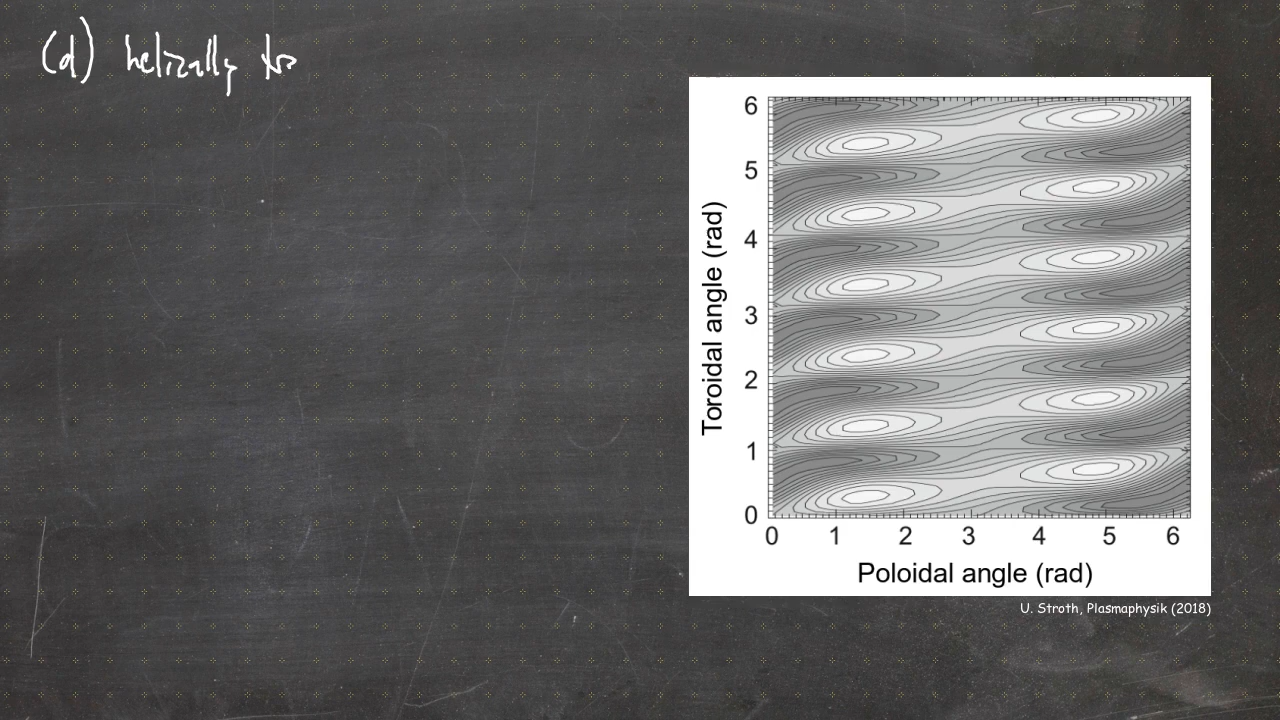 (d) helically
6
5
4
3
2
1
0
Toroidal angle (rad)
0 1 2 3 4 5 6
Poloidal angle (rad)
U. Stroth, Plasmaphysik (2018)